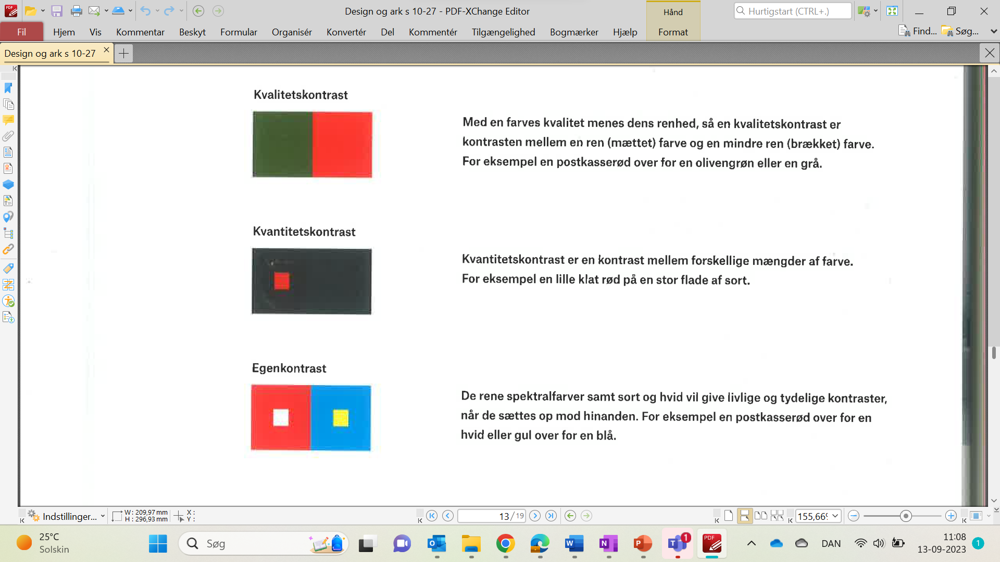 Design og ark s 10-27 - PDF-XChange Editor
Hånd
Hurtigstart (CTRL+.)
Fil
Hjem
Vis
Kommentar
Beskyt
Formular
Organisér
Konvertér
Del
Kommentér
Tilgængelighed
Bogmærker
Hjælp
Format
Find...
Søg...
Design og ark s 10-27
Kvalitetskontrast
Med en farves kvalitet menes dens renhed, så en kvalitetskontrast er
kontrasten mellem en ren (mættet) farve og en mindre ren (brækket) farve.
For eksempel en postkasserød over for en olivengrøn eller en grå.
Kvantitetskontrast
Kvantitetskontrast er en kontrast mellem forskellige mængder af farve.
For eksempel en lille klat rød på en stor flade af sort.
Egenkontrast
De rene spektralfarver samt sort og hvid vil give livlige og tydelige kontraster,
når de sættes op mod hinanden. For eksempel en postkasserød over for en
hvid eller gul over for en blå.
Indstillinger...
W: 209,97 mm
H: 296,93 mm
X:
Y:
13 / 19
155,66%
25°C
Solskin
Søg
1
DAN
11:08
13-09-2023
1